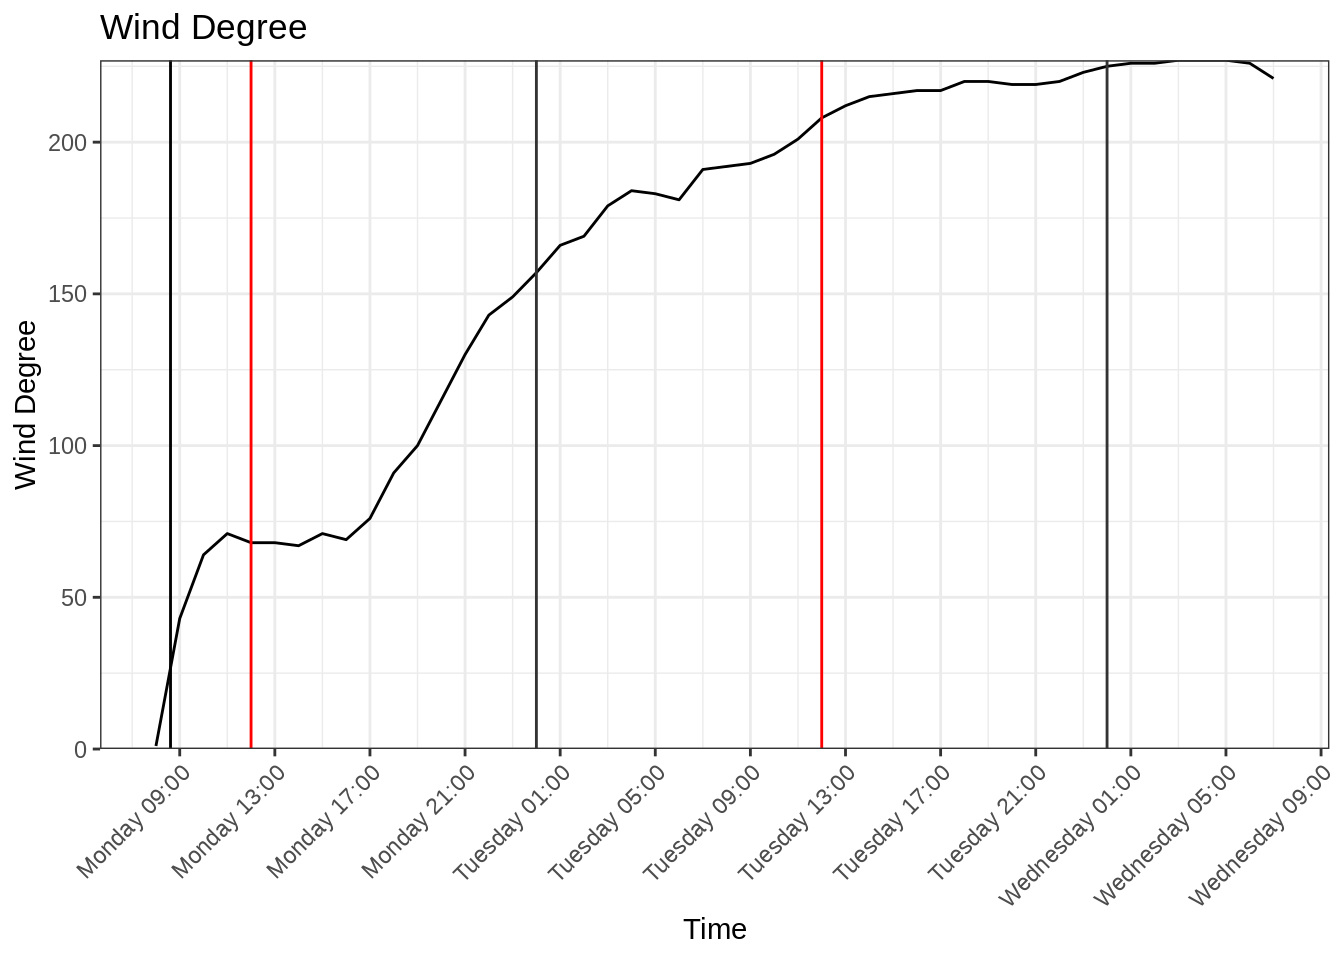 Wind Degree
Wind Degree
200
150
100
50
0
Monday 09:00
Monday 13:00
Monday 17:00
Monday 21:00
Tuesday 01:00
Tuesday 05:00
Tuesday 09:00
Tuesday 13:00
Tuesday 17:00
Tuesday 21:00
Wednesday 01:00
Wednesday 05:00
Wednesday 09:00
Time